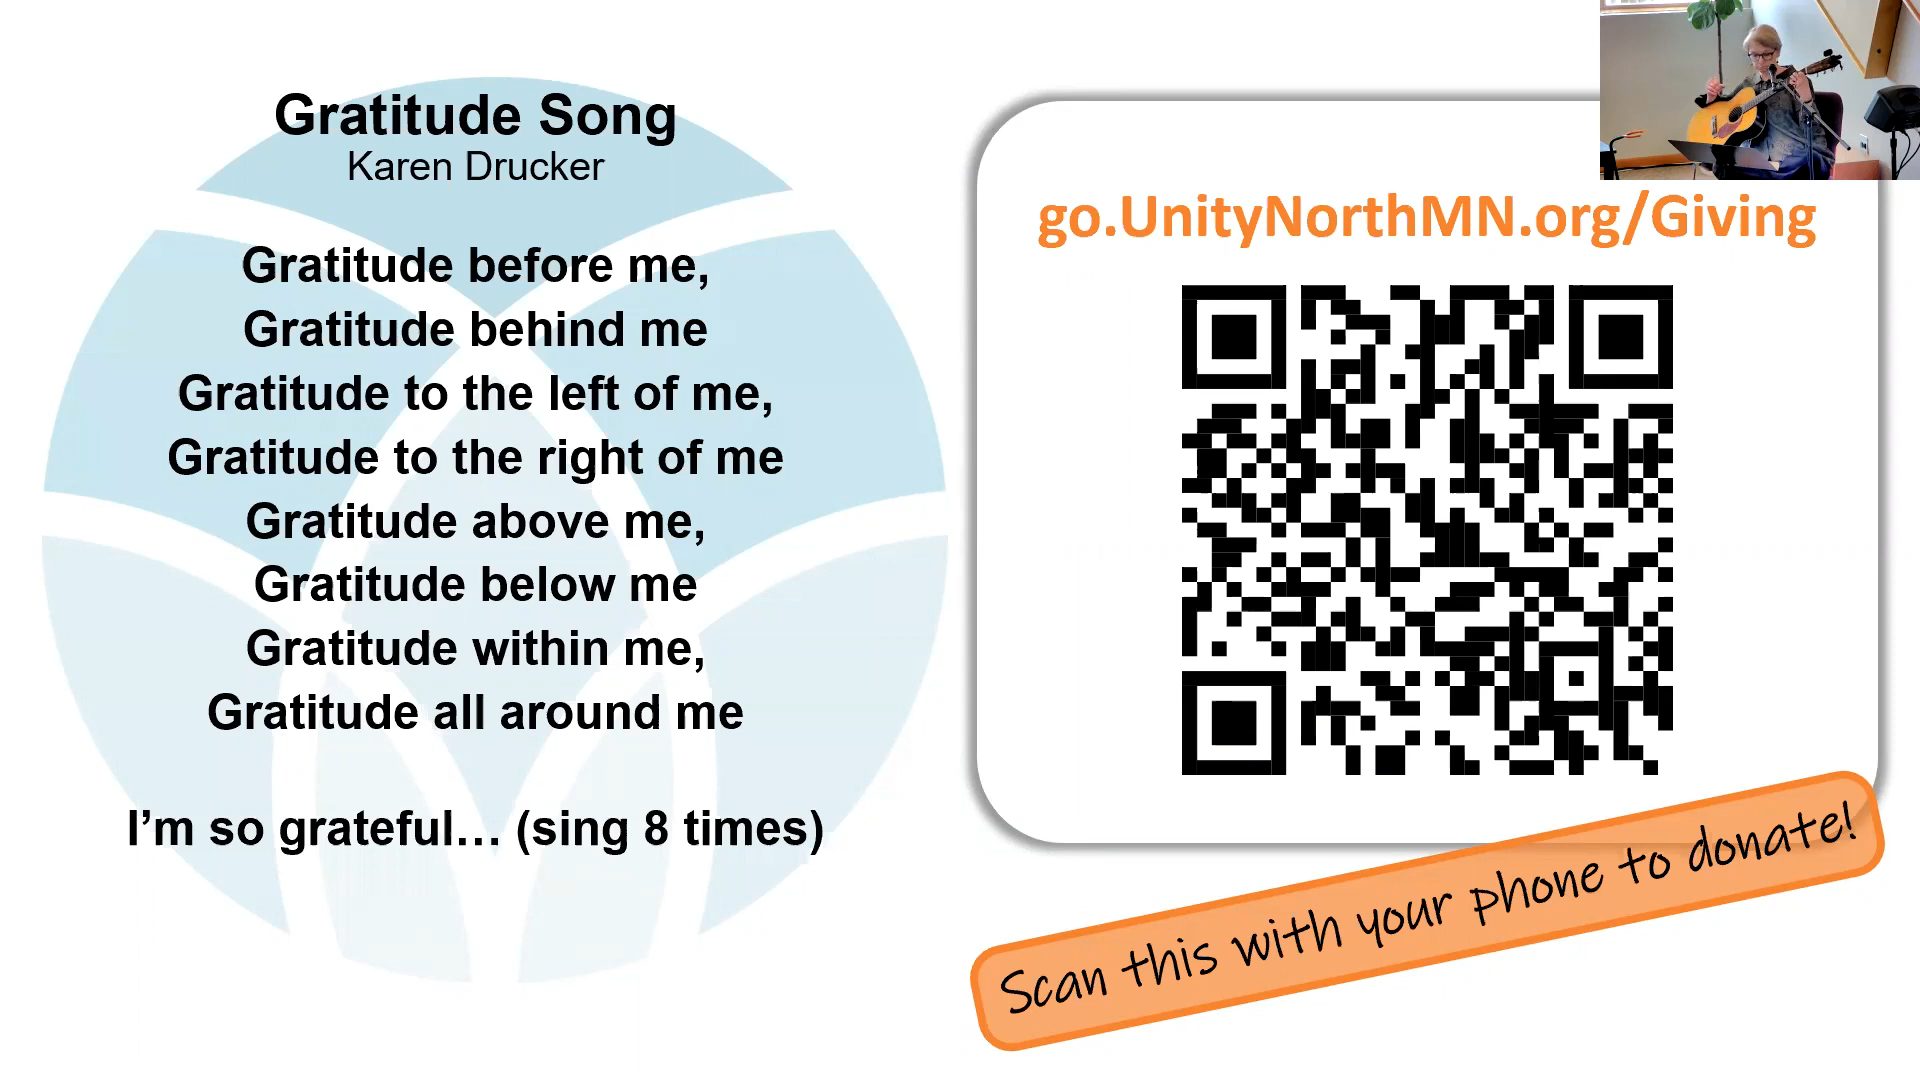 Gratitude Song
Karen Drucker
Gratitude before me,
Gratitude behind me
Gratitude to the left of me,
Gratitude to the right of me
Gratitude above me,
Gratitude below me
Gratitude within me,
Gratitude all around me
I’m so grateful… (sing 8 times)
go.UnityNorthMN.org/Giving
Scan this with your phone to donate!